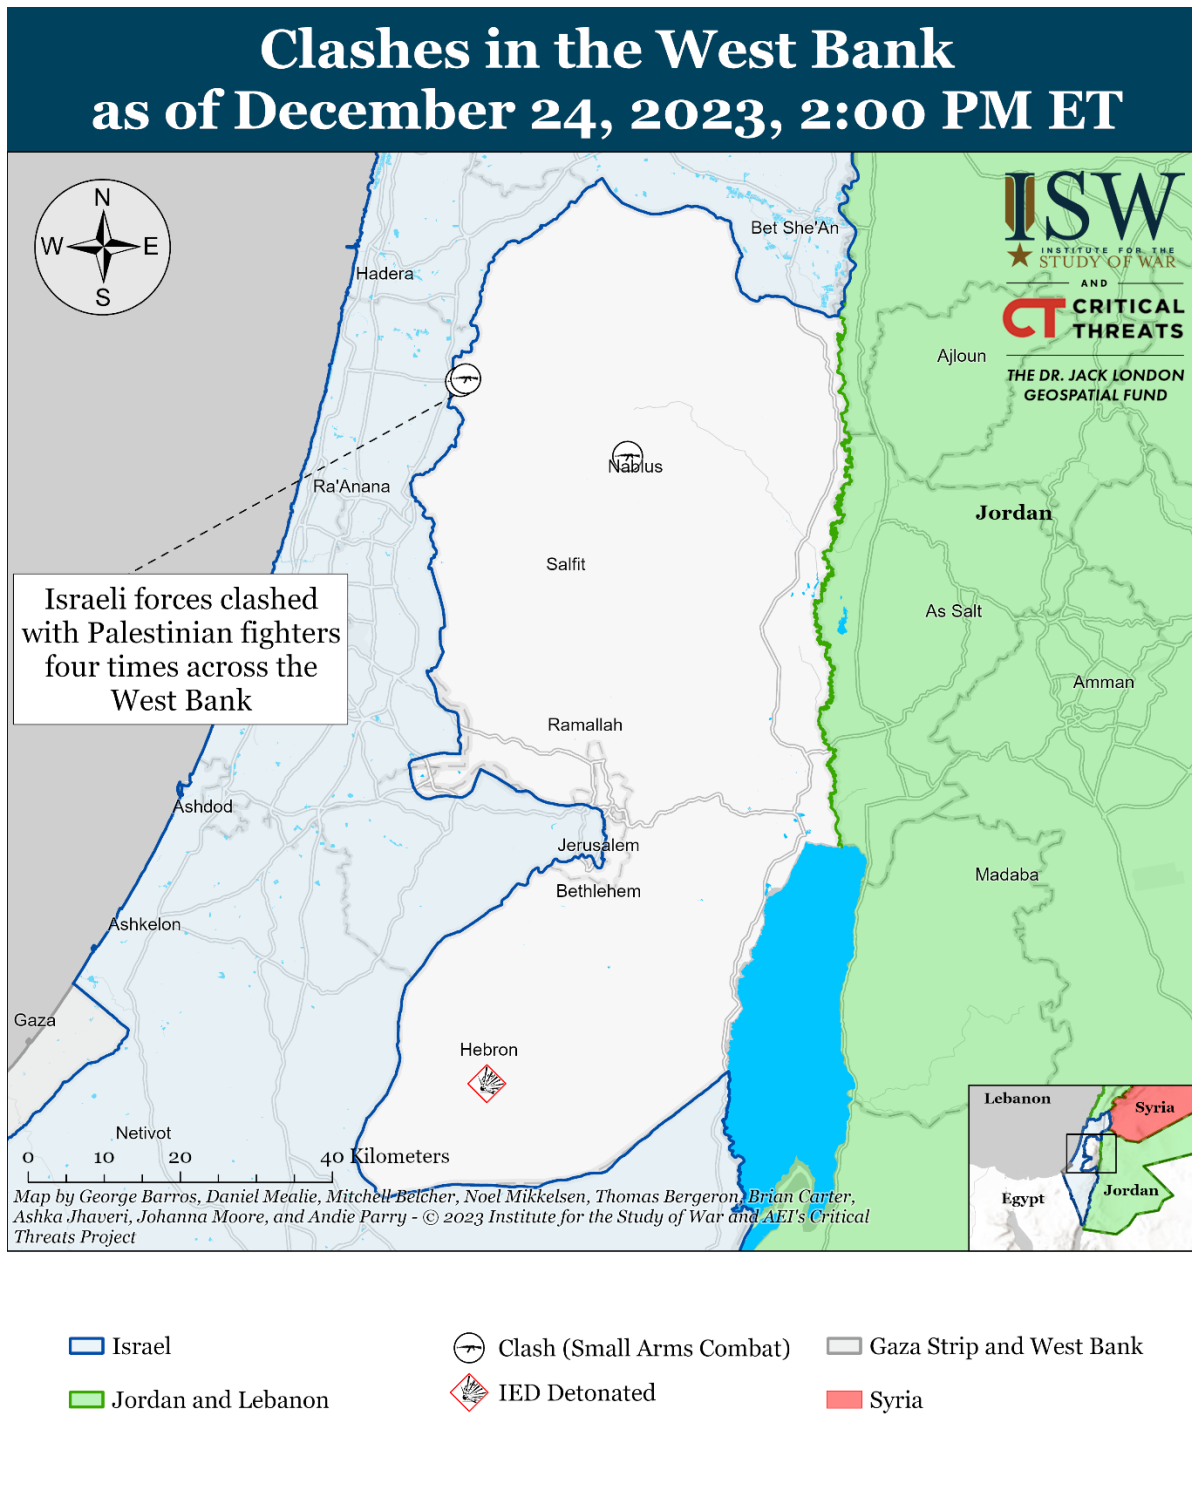 Clashes in the West Bank
as of December 24, 2023, 2:00 PM ET
N
W
E
S
ISW
INSTITUTE FOR THE
STUDY OF WAR
AND
CT CRITICAL
THREATS
THE DR. JACK LONDON
GEOSPATIAL FUND
Bet She'An
Hadera
Ajloun
Nablus
Ra'Anana
Jordan
Salfit
Israeli forces clashed
with Palestinian fighters
four times across the
West Bank
As Salt
Amman
Ramallah
Ashdod
Jerusalem
Madaba
Bethlehem
Ashkelon
Gaza
Hebron
Netivot
0 10 20 40 Kilometers
Lebanon
Syria
Egypt
Jordan
Map by George Barros, Daniel Mealie, Mitchell Belcher, Noel Mikkelsen, Thomas Bergeron, Brian Carter,
Ashka Jhaveri, Johanna Moore, and Andie Parry - © 2023 Institute for the Study of War and AEI's Critical
Threats Project
Israel
Clash (Small Arms Combat)
Gaza Strip and West Bank
Jordan and Lebanon
IED Detonated
Syria